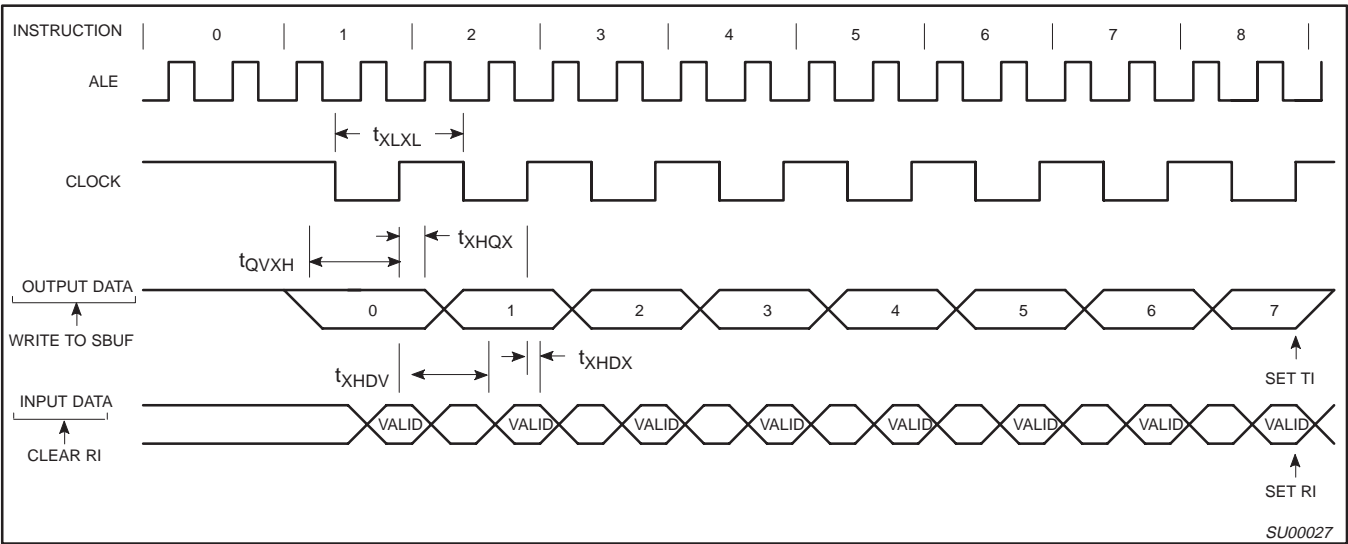 INSTRUCTION 0 1 2 3 4 5 6 7 8
ALE
tXLXL
CLOCK
tXHQX
tQVXH
OUTPUT DATA
0 1 2 3 4 5 6 7
WRITE TO SBUF
tXHDX
tXHDV
SET TI
INPUT DATA
VALID VALID VALID VALID VALID VALID VALID VALID
CLEAR RI
SET RI
SU00027